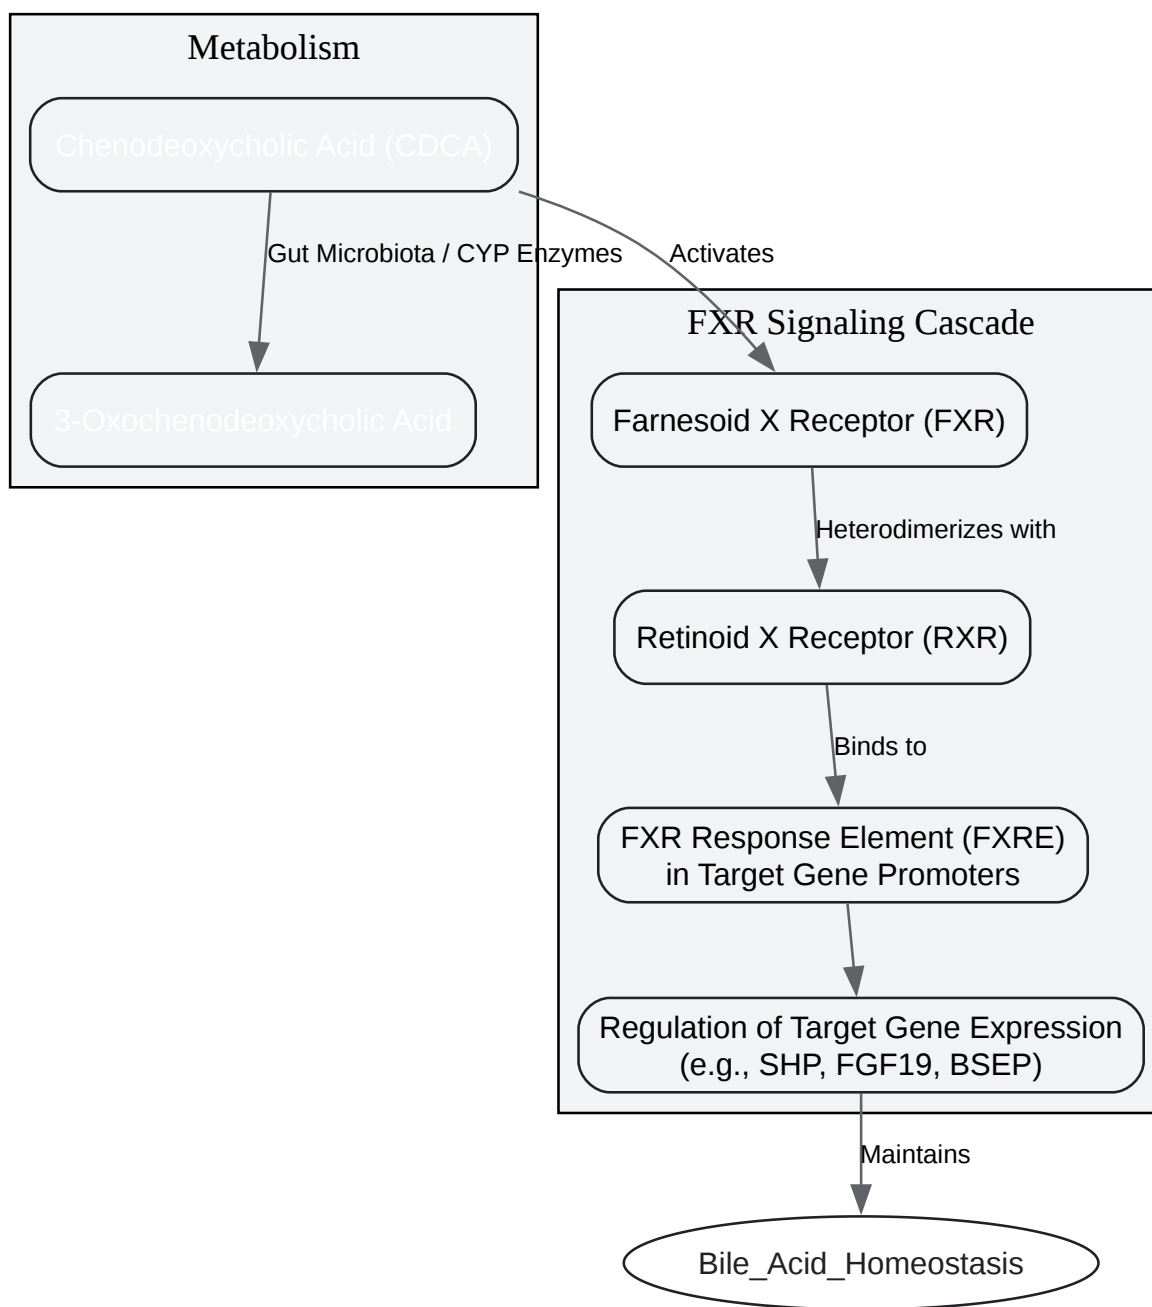 Metabolism
Chenodeoxycholic Acid (CDCA)
Gut Microbiota / CYP Enzymes
Activates
3-Oxochenodeoxycholic Acid
FXR Signaling Cascade
Farnesoid X Receptor (FXR)
Heterodimerizes with
Retinoid X Receptor (RXR)
Binds to
FXR Response Element (FXRE)
in Target Gene Promoters
Regulation of Target Gene Expression
(e.g., SHP, FGF19, BSEP)
Maintains
Bile_Acid_Homeostasis